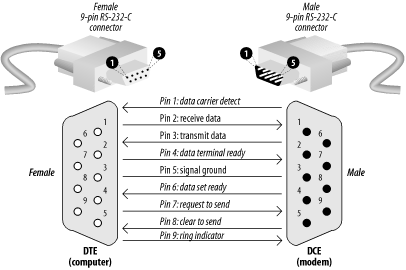 Female
9-pin RS-232-C
connector
Male
9-pin RS-232-C
connector
1
5
1
5
Pin 1: data carrier detect
Pin 2: receive data
Pin 3: transmit data
Pin 4: data terminal ready
Pin 5: signal ground
Pin 6: data set ready
Pin 7: request to send
Pin 8: clear to send
Pin 9: ring indicator
Female
1
6
2
7
3
8
4
9
5
DTE
(computer)
Male
1
6
2
7
3
8
4
9
5
DCE
(modem)